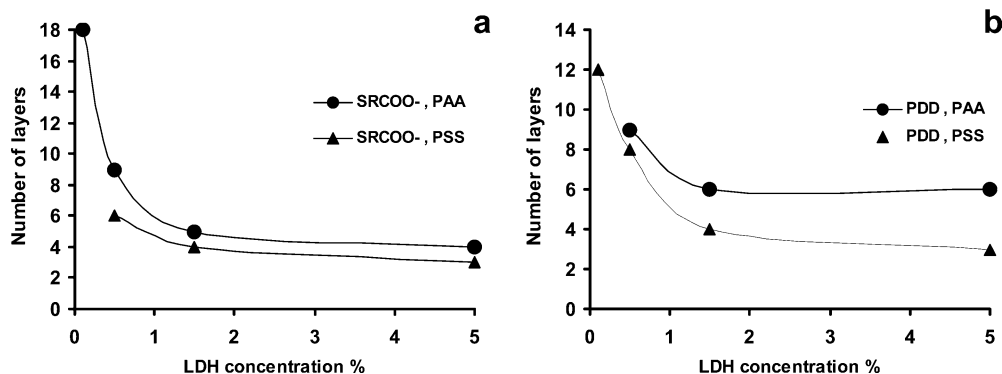 a
18
16
14
12
10
8
6
4
2
0
Number of layers
SRCOO- , PAA
SRCOO- , PSS
0 1 2 3 4 5
LDH concentration %
b
14
12
10
8
6
4
2
0
Number of layers
PDD , PAA
PDD , PSS
0 1 2 3 4 5
LDH concentration %